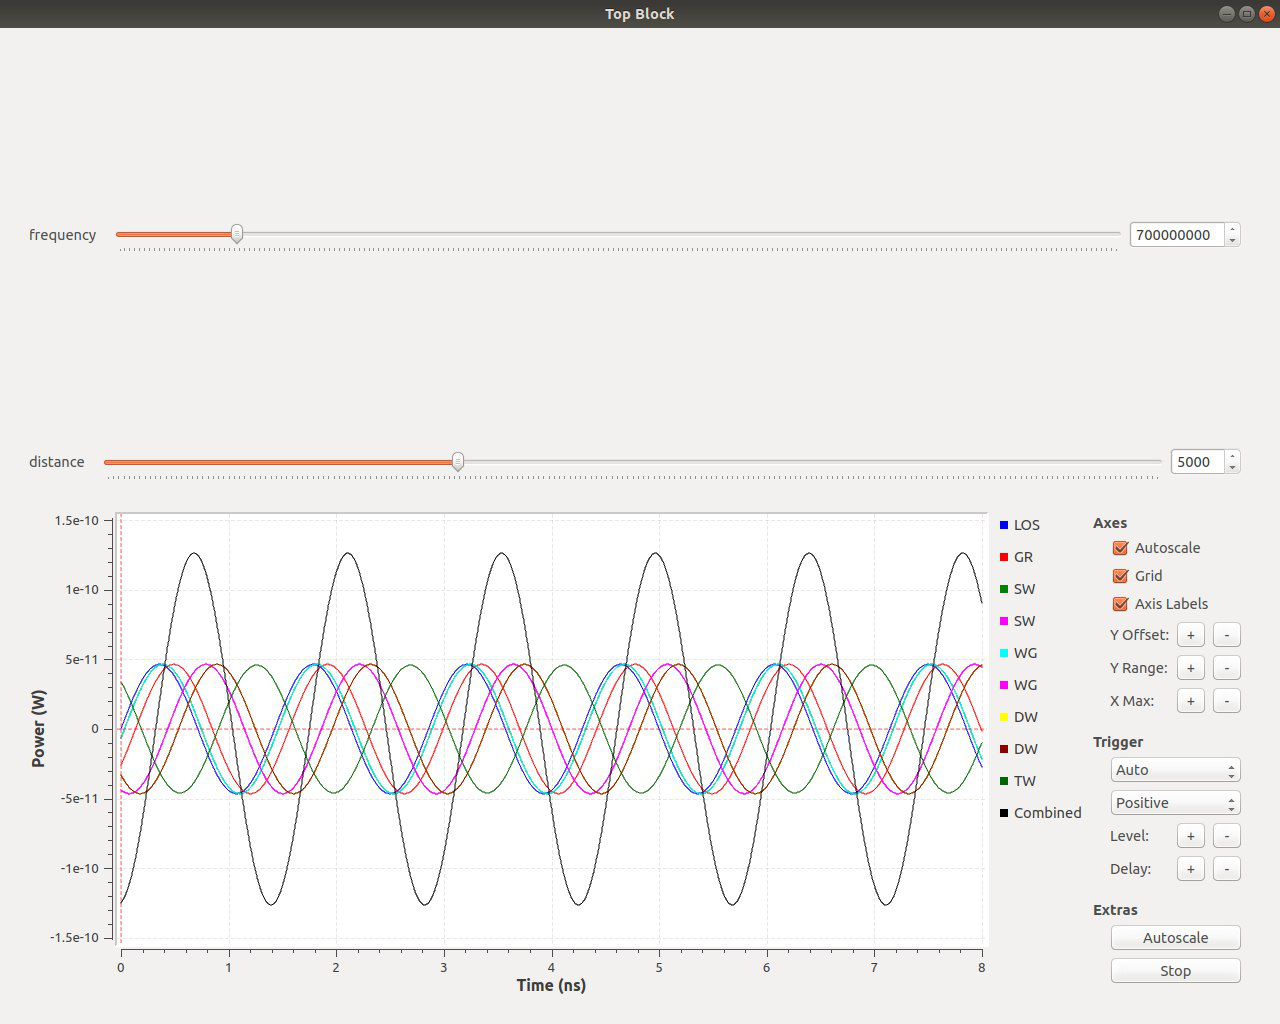 Top Block
frequency
700000000
distance
5000
1.5e-10
1e-10
5e-11
0
-5e-11
-1e-10
-1.5e-10
Power (W)
0 1 2 3 4 5 6 7 8
Time (ns)
LOS
GR
SW
SW
WG
WG
DW
DW
TW
Combined
Axes
Autoscale
Grid
Axis Labels
Y Offset: + -
Y Range: + -
X Max: + -
Trigger
Auto
Positive
Level: + -
Delay: + -
Extras
Autoscale
Stop